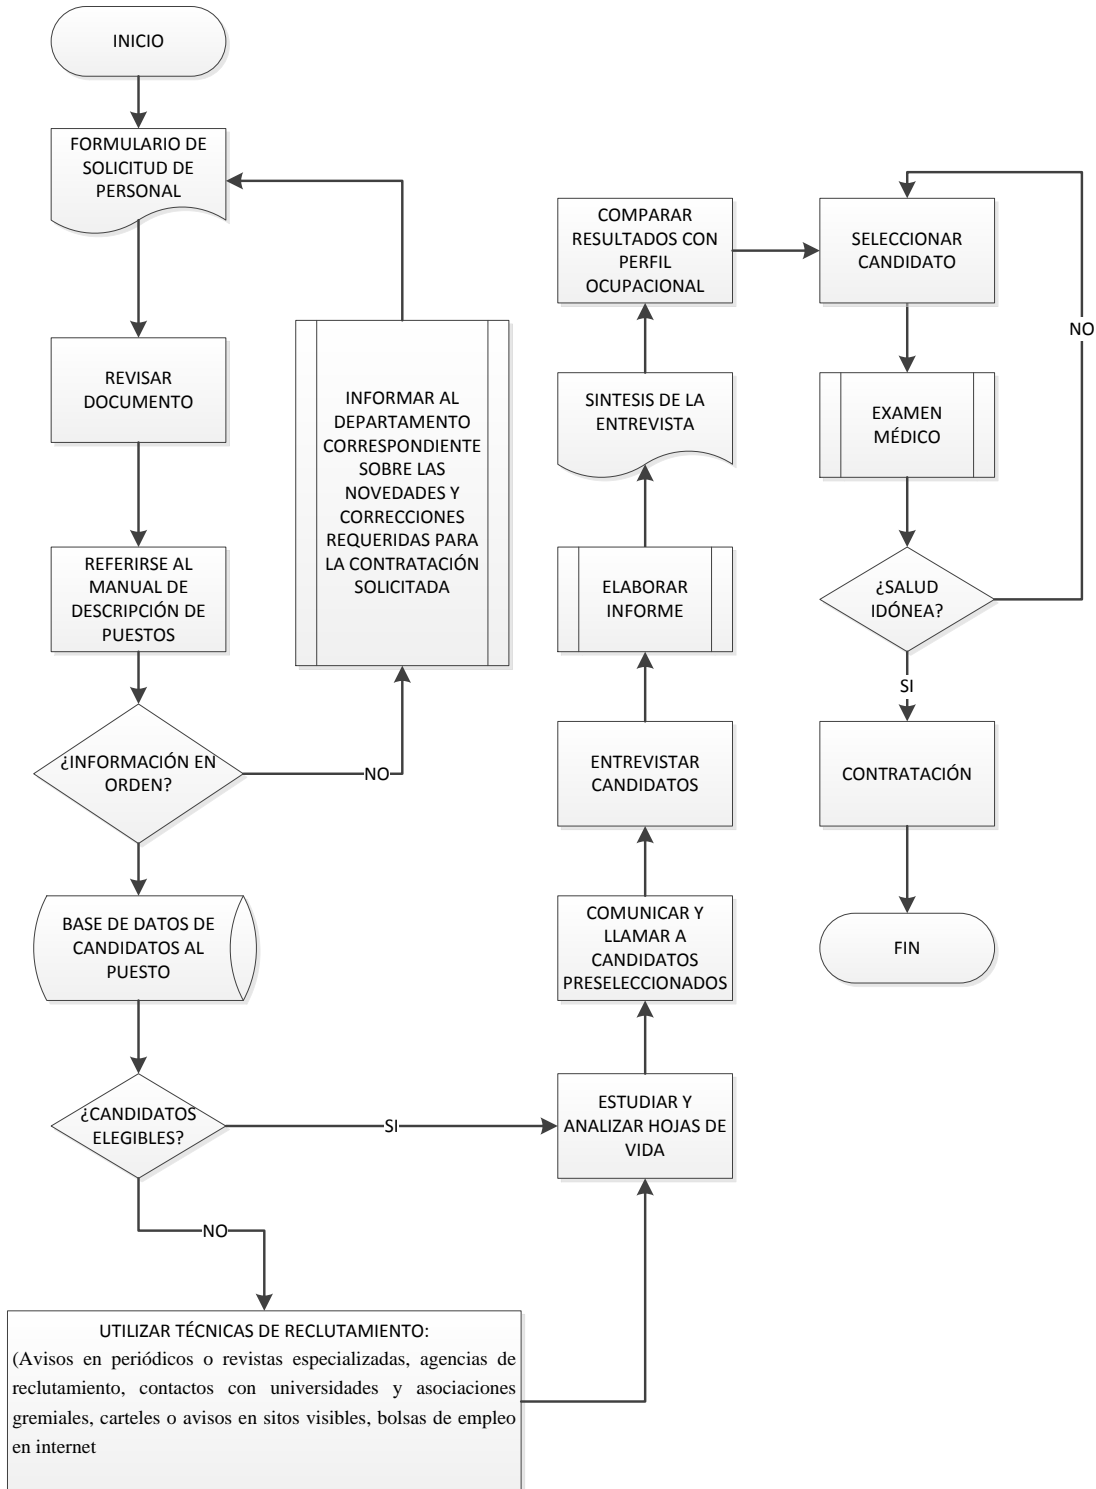 INICIO
FORMULARIO DE
SOLICITUD DE
PERSONAL
REVISAR
DOCUMENTO
REFERIRSE AL
MANUAL DE
DESCRIPCIÓN DE
PUESTOS
¿INFORMACIÓN EN
ORDEN?
NO
INFORMAR AL
DEPARTAMENTO
CORRESPONDIENTE
SOBRE LAS
NOVEDADES Y
CORRECCIONES
REQUERIDAS PARA
LA CONTRATACIÓN
SOLICITADA
BASE DE DATOS DE
CANDIDATOS AL
PUESTO
¿CANDIDATOS
ELEGIBLES?
SI
NO
UTILIZAR TÉCNICAS DE RECLUTAMIENTO:
(Avisos en periódicos o revistas especializadas, agencias de
reclutamiento, contactos con universidades y asociaciones
gremiales, carteles o avisos en sitos visibles, bolsas de empleo
en internet
ESTUDIAR Y
ANALIZAR HOJAS DE
VIDA
COMUNICAR Y
LLAMAR A
CANDIDATOS
PRESELECCIONADOS
ENTREVISTAR
CANDIDATOS
ELABORAR
INFORME
SINTESIS DE LA
ENTREVISTA
COMPARAR
RESULTADOS CON
PERFIL
OCUPACIONAL
SELECCIONAR
CANDIDATO
EXAMEN
MÉDICO
¿SALUD
IDÓNEA?
NO
SI
CONTRATACIÓN
FIN